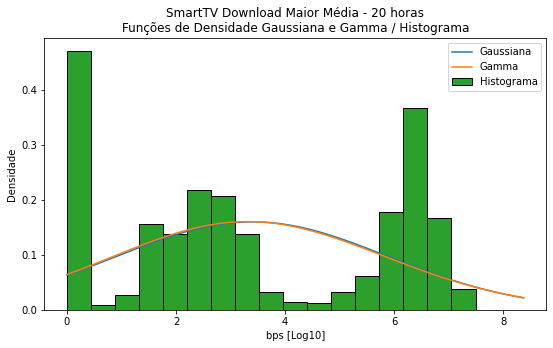 SmartTV Download Maior Média - 20 horas
Funções de Densidade Gaussiana e Gamma / Histograma
Gaussiana
Gamma
Histograma
Densidade
0.4
0.3
0.2
0.1
0.0
0 2 4 6 8
bps [Log10]